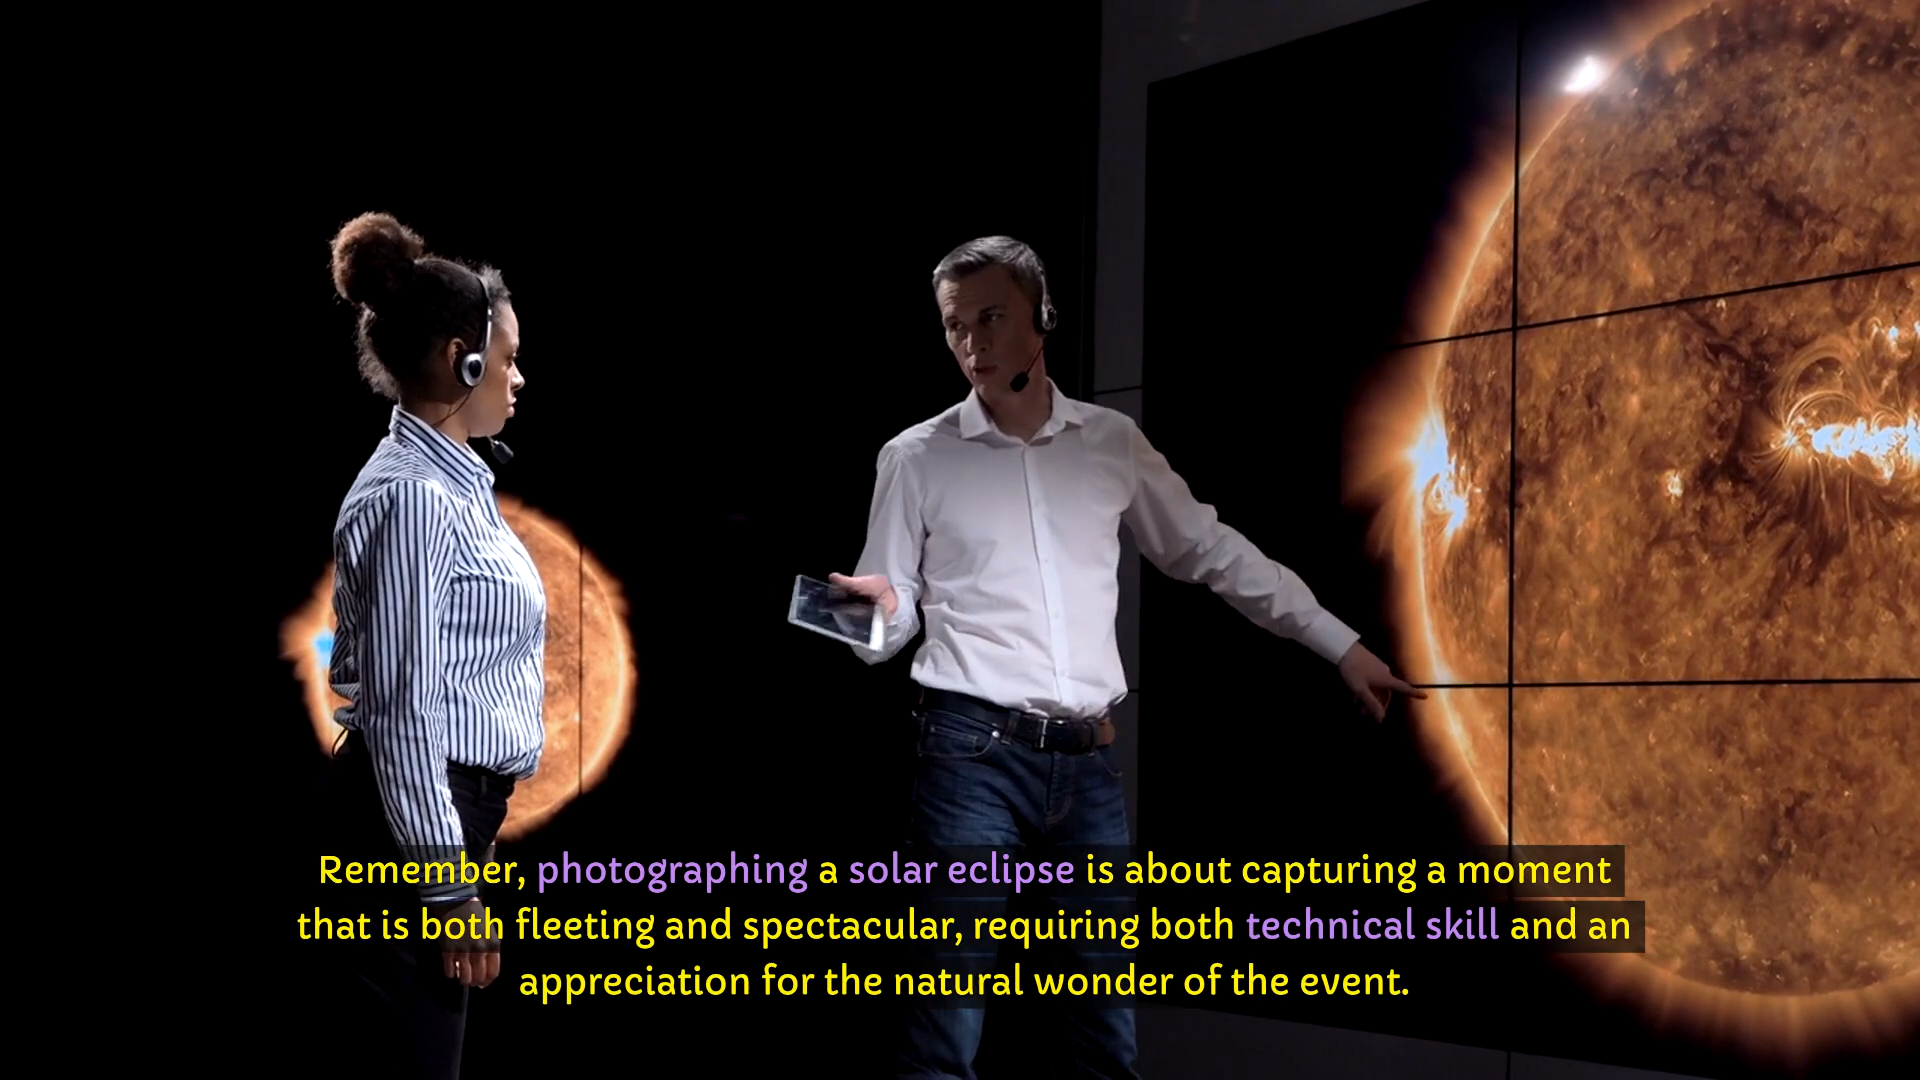 Remember, photographing a solar eclipse is about capturing a moment
that is both fleeting and spectacular, requiring both technical skill and an
appreciation for the natural wonder of the event.